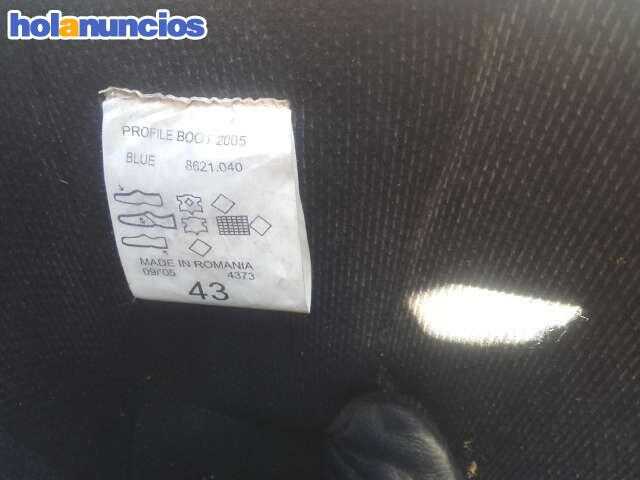 holanuncios
PROFILE BOOT 2005
BLUE 8621.040
MADE IN ROMANIA
09/05 4373
43